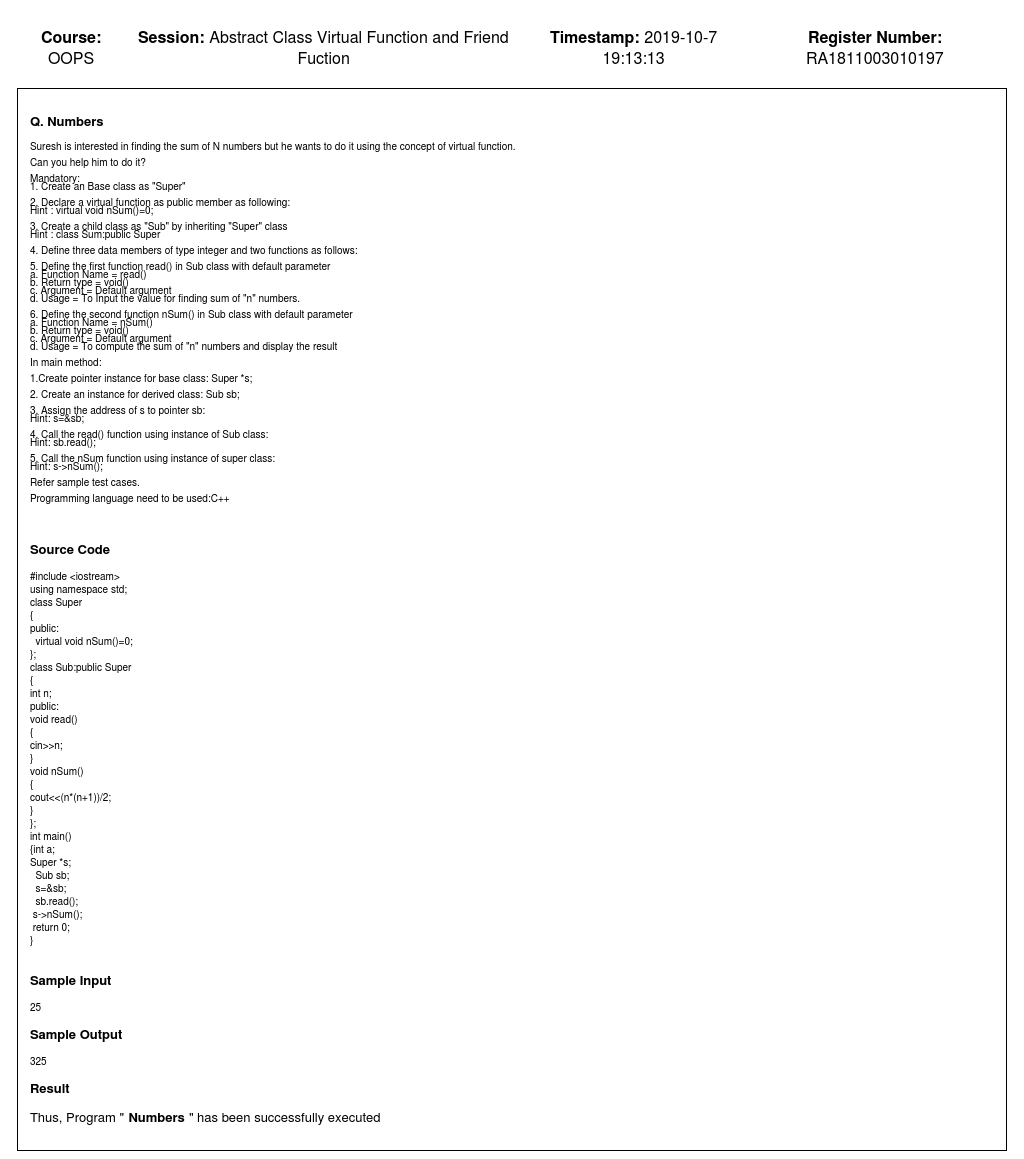 Course: OOPS
Session: Abstract Class Virtual Function and Friend Fuction
Timestamp: 2019-10-7 19:13:13
Register Number: RA1811003010197
Q. Numbers
Suresh is interested in finding the sum of N numbers but he wants to do it using the concept of virtual function.
Can you help him to do it?
Mandatory:
1. Create an Base class as "Super"
2. Declare a virtual function as public member as following:
Hint : virtual void nSum()=0;
3. Create a child class as "Sub" by inheriting "Super" class
Hint : class Sum:public Super
4. Define three data members of type integer and two functions as follows:
5. Define the first function read() in Sub class with default parameter
a. Function Name = read()
b. Return type = void()
c. Argument = Default argument
d. Usage = To Input the value for finding sum of "n" numbers.
6. Define the second function nSum() in Sub class with default parameter
a. Function Name = nSum()
b. Return type = void()
c. Argument = Default argument
d. Usage = To compute the sum of "n" numbers and display the result
In main method:
1.Create pointer instance for base class: Super *s;
2. Create an instance for derived class: Sub sb;
3. Assign the address of s to pointer sb:
Hint: s=&sb;
4. Call the read() function using instance of Sub class:
Hint: sb.read();
5. Call the nSum function using instance of super class:
Hint: s->nSum();
Refer sample test cases.
Programming language need to be used:C++
Source Code
#include <iostream>
using namespace std;
class Super
{
public:
virtual void nSum()=0;
};
class Sub:public Super
{
int n;
public:
void read()
{
cin>>n;
}
void nSum()
{
cout<<(n*(n+1))/2;
}
};
int main()
{int a;
Super *s;
Sub sb;
s=&sb;
sb.read();
s->nSum();
return 0;
}
Sample Input
25
Sample Output
325
Result
Thus, Program " Numbers " has been successfully executed